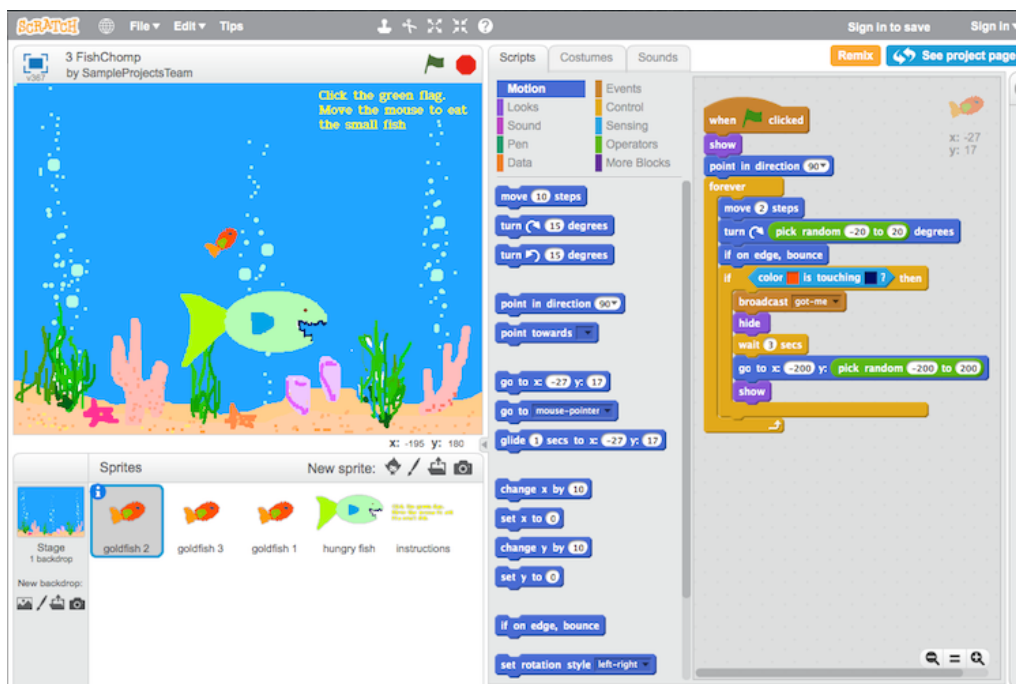 SCRATCH File Edit Tips Sign in to save Sign in
v367
3 FishChomp
by SampleProjectsTeam
Click the green flag.
Move the mouse to eat
the small fish
x: -195 y: 180
Sprites New sprite:
Stage
1 backdrop
New backdrop:
goldfish 2
goldfish 3
goldfish 1
hungry fish
instructions
Scripts Costumes Sounds
Remix See project page
Motion
Looks
Sound
Pen
Data
Events
Control
Sensing
Operators
More Blocks
move 10 steps
turn 15 degrees
turn 15 degrees
point in direction 90
point towards
go to x: -27 y: 17
go to mouse-pointer
glide 1 secs to x: -27 y: 17
change x by 10
set x to 0
change y by 10
set y to 0
if on edge, bounce
set rotation style left-right
when clicked
show
point in direction 90
forever
move 2 steps
turn pick random -20 to 20 degrees
if on edge, bounce
if color is touching ? then
broadcast got-me
hide
wait secs
go to x: -200 y: pick random -200 to 200
show
x: -27
y: 17